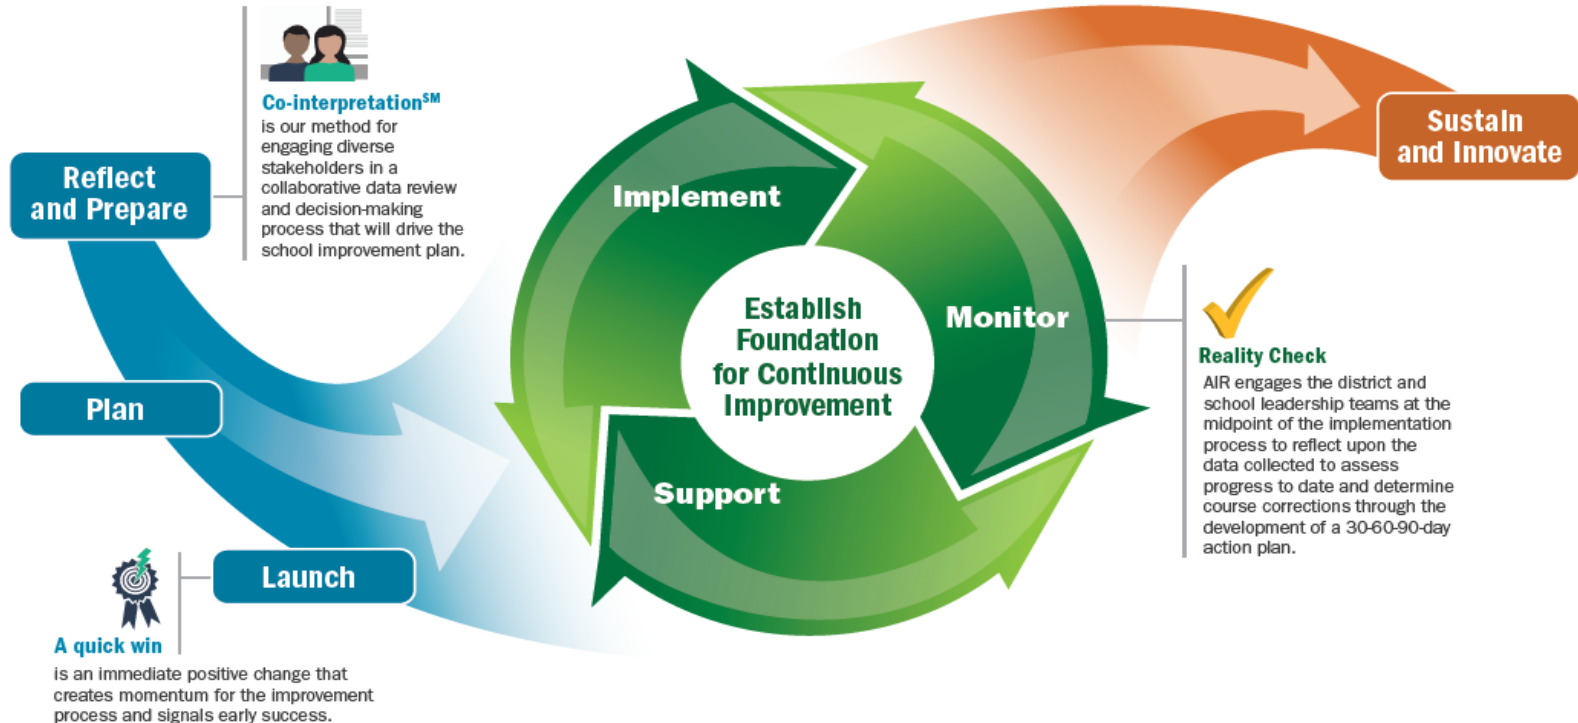 Co-interpretation℠
is our method for
engaging diverse
stakeholders in a
collaborative data review
and decision-making
process that will drive the
school improvement plan.
Reflect
and Prepare
Plan
Launch
A quick win
is an immediate positive change that
creates momentum for the improvement
process and signals early success.
Implement
Monitor
Support
Establish
Foundation
for Continuous
Improvement
Sustain
and Innovate
Reality Check
AIR engages the district and
school leadership teams at the
midpoint of the implementation
process to reflect upon the
data collected to assess
progress to date and determine
course corrections through the
development of a 30-60-90-day
action plan.